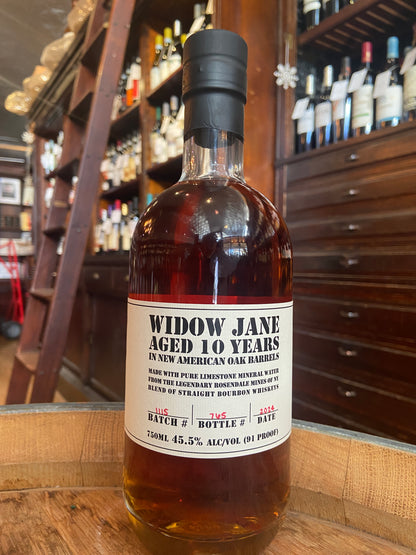 WIDOW JANE
AGED 10 YEARS
IN NEW AMERICAN OAK BARRELS
MADE WITH PURE LIMESTONE MINERAL WATER
FROM THE LEGENDARY ROSENDALE MINES OF NY
BLEND OF STRAIGHT BOURBON WHISKEYS
1115 745 2024
BATCH # BOTTLE # DATE
750ML 45.5% ALC/VOL (91 PROOF)